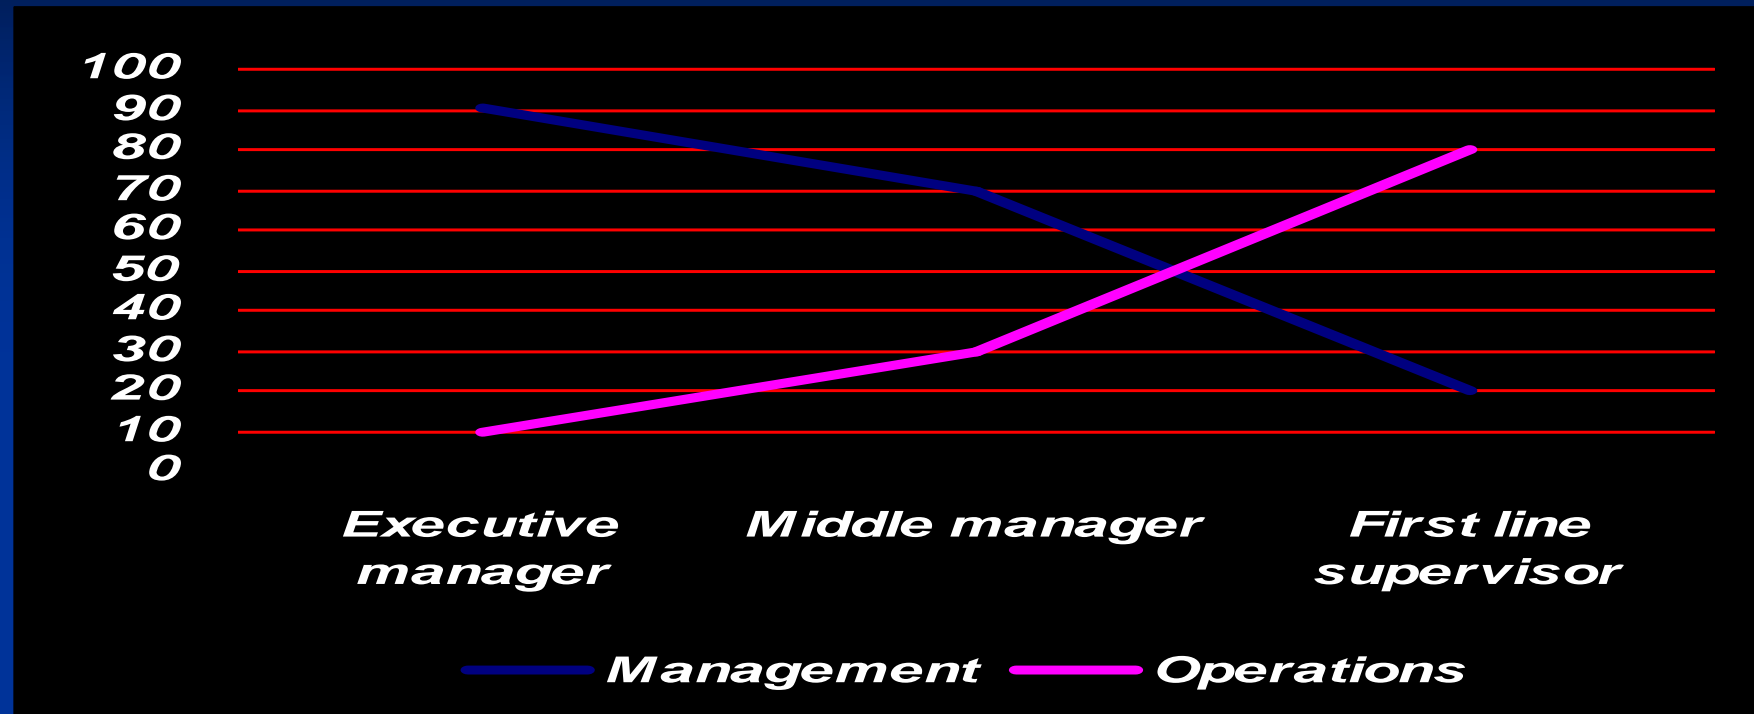 100
90
80
70
60
50
40
30
20
10
0
Executive manager
Middle manager
First line supervisor
Management
Operations